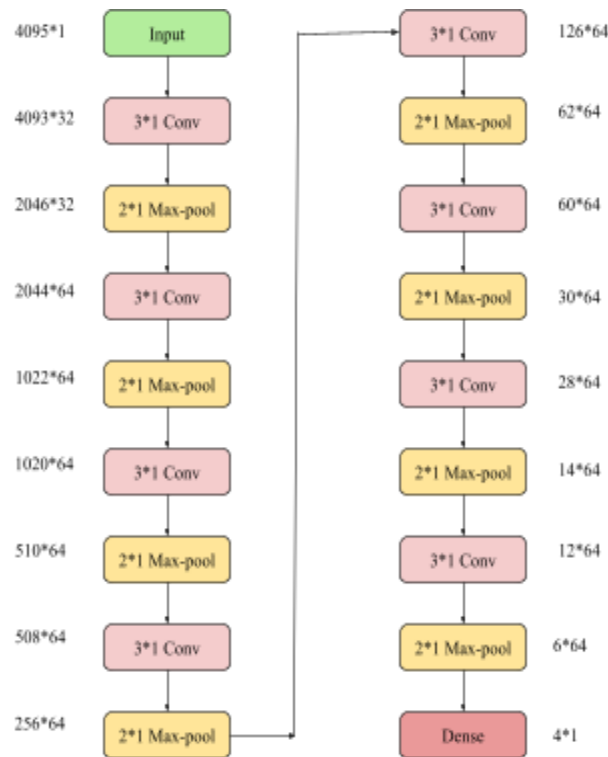 4095*1
Input
4093*32
3*1 Conv
2046*32
2*1 Max-pool
2044*64
3*1 Conv
1022*64
2*1 Max-pool
1020*64
3*1 Conv
510*64
2*1 Max-pool
508*64
3*1 Conv
256*64
2*1 Max-pool
3*1 Conv
126*64
2*1 Max-pool
62*64
3*1 Conv
60*64
2*1 Max-pool
30*64
3*1 Conv
28*64
2*1 Max-pool
14*64
3*1 Conv
12*64
2*1 Max-pool
6*64
Dense
4*1